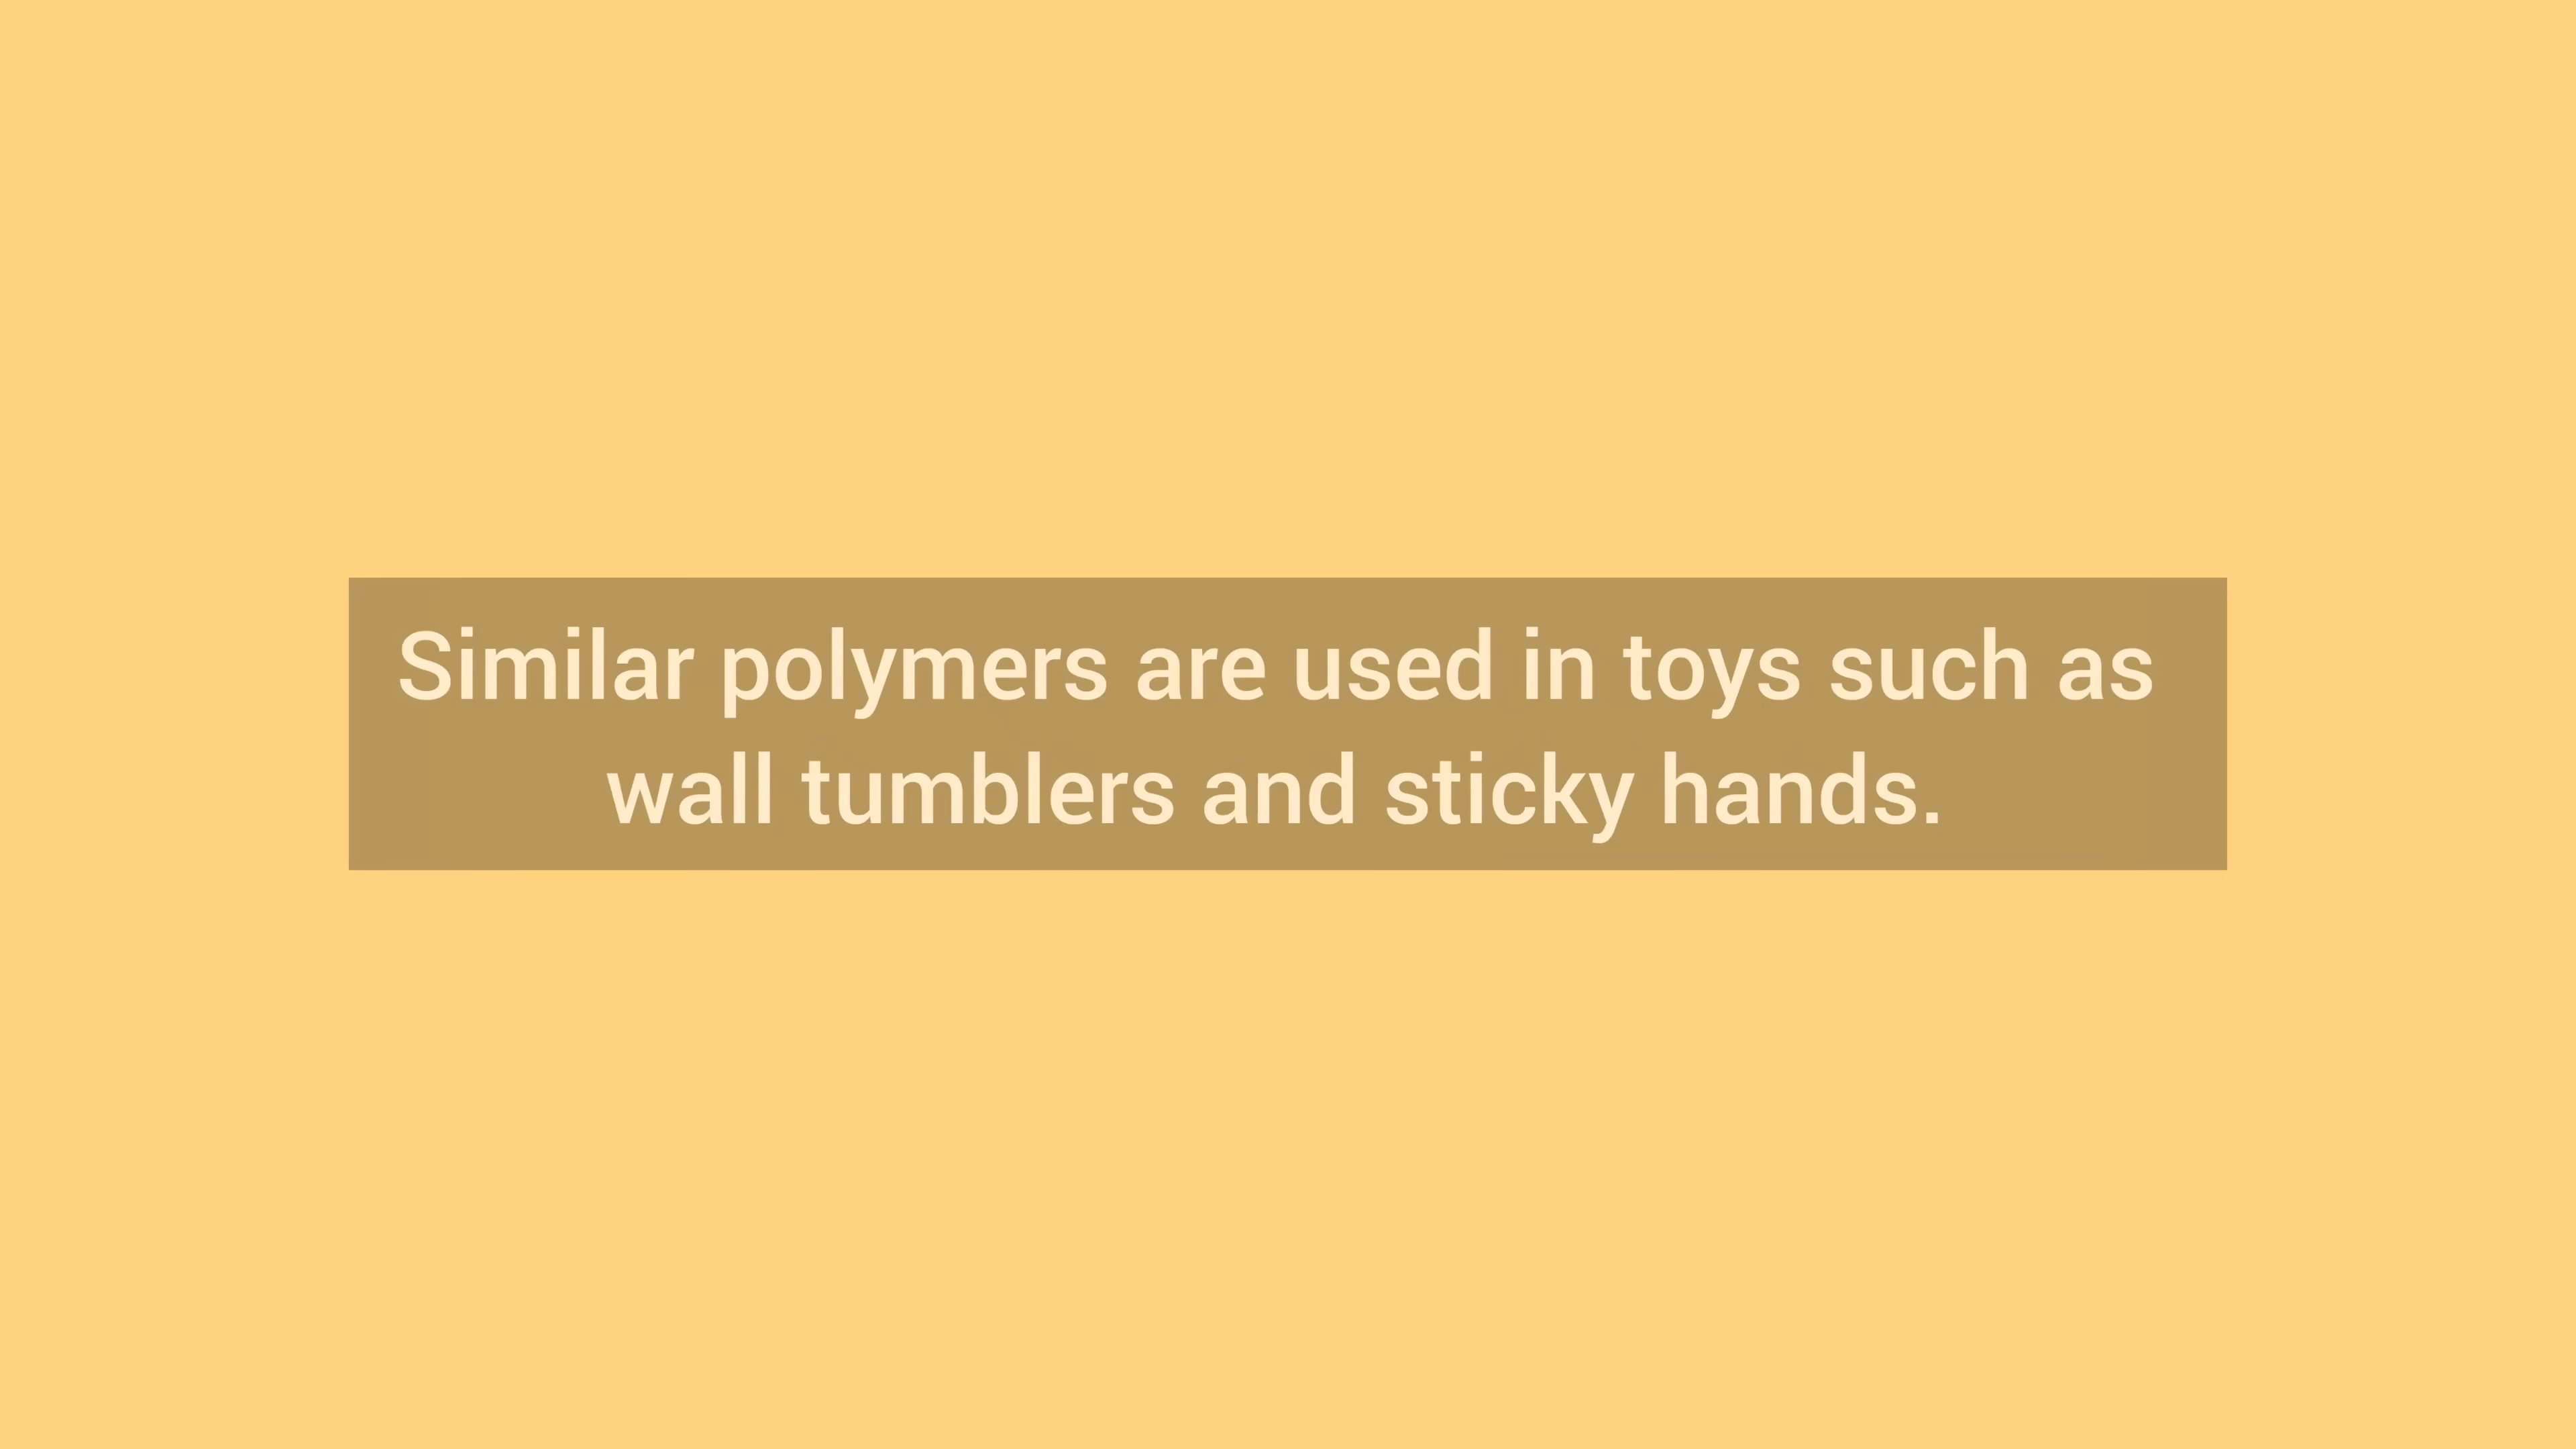 Similar polymers are used in toys such as
wall tumblers and sticky hands.